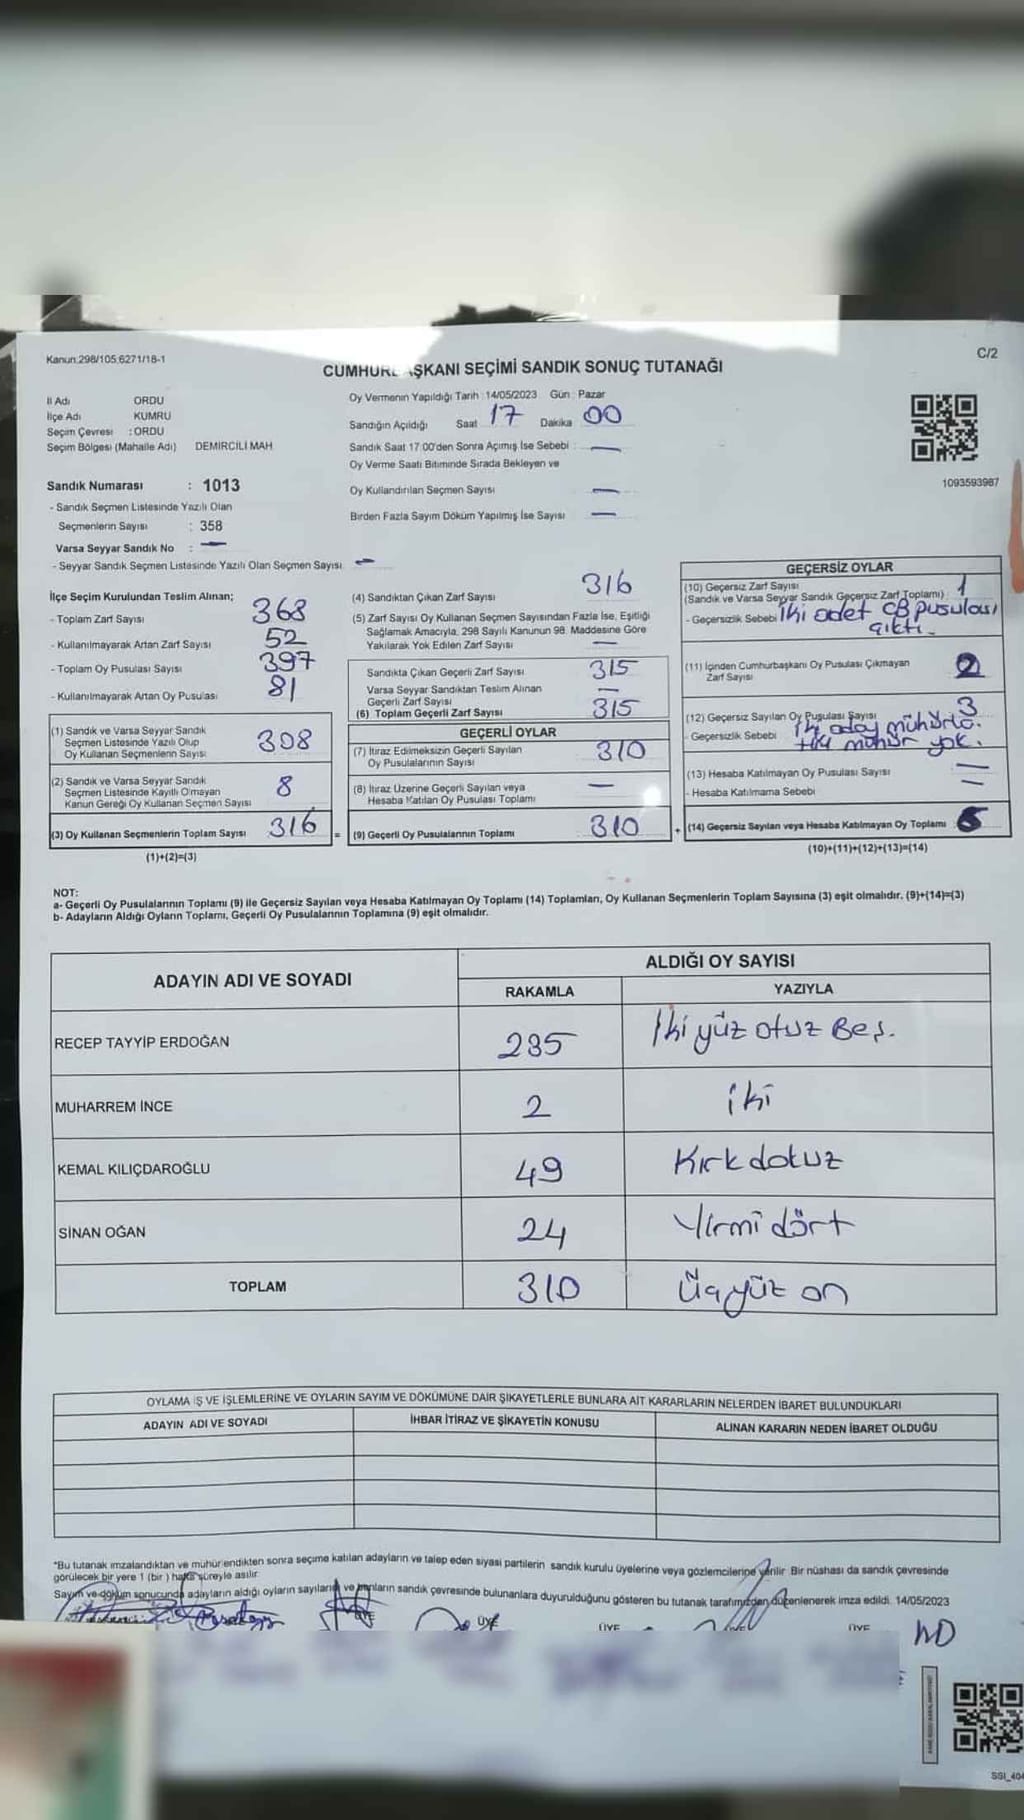 Kanun:298/105,6271/18-1
C/2
CUMHURBAŞKANI SEÇİMİ SANDIK SONUÇ TUTANAĞI
İl Adı ORDU
İlçe Adı KUMRU
Seçim Çevresi : ORDU
Seçim Bölgesi (Mahalle Adı) DEMİRCİLİ MAH
Oy Vermenin Yapıldığı Tarih : 14/05/2023 Gün : Pazar
Sandığın Açıldığı Saat 17 Dakika 00
Sandık Saat 17:00'den Sonra Açımış İse Sebebi : —
Oy Verme Saati Bitiminde Sırada Bekleyen ve
Oy Kullandırılan Seçmen Sayısı —
Birden Fazla Sayım Döküm Yapılmış İse Sayısı —
1093593987
Sandık Numarası : 1013
- Sandık Seçmen Listesinde Yazılı Olan
Seçmenlerin Sayısı : 358
Varsa Seyyar Sandık No : —
- Seyyar Sandık Seçmen Listesinde Yazılı Olan Seçmen Sayısı —
İlçe Seçim Kurulundan Teslim Alınan;
- Toplam Zarf Sayısı 368
- Kullanılmayarak Artan Zarf Sayısı 52
- Toplam Oy Pusulası Sayısı 397
- Kullanılmayarak Artan Oy Pusulası 81
(1) Sandık ve Varsa Seyyar Sandık
Seçmen Listesinde Yazılı Olup
Oy Kullanan Seçmenlerin Sayısı 308
(2) Sandık ve Varsa Seyyar Sandık
Seçmen Listesinde Kayıtlı Olmayan
Kanun Gereği Oy Kullanan Seçmen Sayısı 8
(3) Oy Kullanan Seçmenlerin Toplam Sayısı 316 =
(1)+(2)=(3)
(4) Sandıktan Çıkan Zarf Sayısı 316
(5) Zarf Sayısı Oy Kullanan Seçmen Sayısından Fazla İse, Eşitliği
Sağlamak Amacıyla, 298 Sayılı Kanunun 98. Maddesine Göre
Yakılarak Yok Edilen Zarf Sayısı —
Sandıkta Çıkan Geçerli Zarf Sayısı 315
Varsa Seyyar Sandıktan Teslim Alınan
Geçerli Zarf Sayısı —
(6) Toplam Geçerli Zarf Sayısı 315
GEÇERLİ OYLAR
(7) İtiraz Edilmeksizin Geçerli Sayılan
Oy Pusulalarının Sayısı 310
(8) İtiraz Üzerine Geçerli Sayılan veya
Hesaba Katılan Oy Pusulası Toplamı —
(9) Geçerli Oy Pusulalarının Toplamı 310 +
GEÇERSİZ OYLAR
(10) Geçersiz Zarf Sayısı
(Sandık ve Varsa Seyyar Sandık Geçersiz Zarf Toplamı) : 1
- Geçersizlik Sebebi İki adet CB pusulası
çıktı.
(11) İçinden Cumhurbaşkanı Oy Pusulası Çıkmayan
Zarf Sayısı 2
(12) Geçersiz Sayılan Oy Pusulası Sayısı 3
- Geçersizlik Sebebi İki aday mühürlü.
mühür yok.
(13) Hesaba Katılmayan Oy Pusulası Sayısı —
- Hesaba Katılmama Sebebi —
(14) Geçersiz Sayılan veya Hesaba Katılmayan Oy Toplamı
(10)+(11)+(12)+(13)=(14)
NOT:
a- Geçerli Oy Pusulalarının Toplamı (9) ile Geçersiz Sayılan veya Hesaba Katılmayan Oy Toplamı (14) Toplamları, Oy Kullanan Seçmenlerin Toplam Sayısına (3) eşit olmalıdır. (9)+(14)=(3)
b- Adayların Aldığı Oyların Toplamı, Geçerli Oy Pusulalarının Toplamına (9) eşit olmalıdır.
ADAYIN ADI VE SOYADI
ALDIĞI OY SAYISI
RAKAMLA YAZIYLA
RECEP TAYYİP ERDOĞAN 235 İki yüz otuz Beş.
MUHARREM İNCE 2 iki
KEMAL KILIÇDAROĞLU 49 Kırk dokuz
SİNAN OĞAN 24 Yirmi dört
TOPLAM 310 Üçyüz on
OYLAMA İŞ VE İŞLEMLERİNE VE OYLARIN SAYIM VE DÖKÜMÜNE DAİR ŞİKAYETLERLE BUNLARA AİT KARARLARIN NELERDEN İBARET BULUNDUKLARI
ADAYIN ADI VE SOYADI İHBAR İTİRAZ VE ŞİKAYETİN KONUSU ALINAN KARARIN NEDEN İBARET OLDUĞU
*Bu tutanak imzalandıktan ve mühürlendikten sonra seçime katılan adayların ve talep eden siyasi partilerin sandık kurulu üyelerine veya gözlemcilerine verilir. Bir nüshası da sandık çevresinde
görülecek bir yere 1 (bir) hafta süreyle asılır.
Sayım ve döküm sonucunda adayların aldığı oyların sayılarını ve bunların sandık çevresinde bulunanlara duyurulduğunu gösteren bu tutanak tarafımızdan düzenlenerek imza edildi. 14/05/2023
ÜYE ÜYE ÜYE ÜYE ÜYE
SSI_404